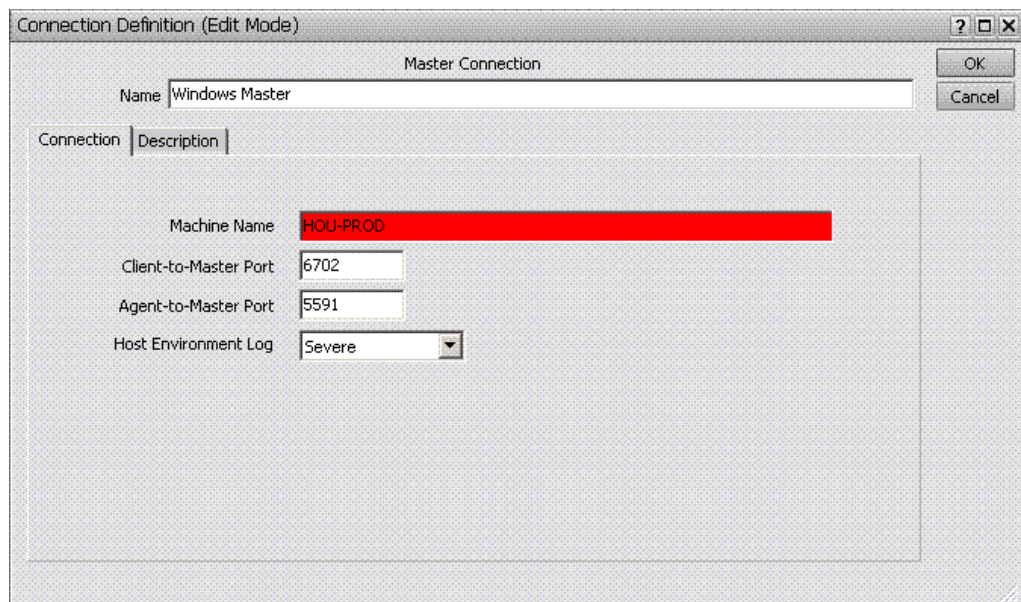 Connection Definition (Edit Mode)
?
Master Connection
OK
Name Windows Master
Cancel
Connection Description
Machine Name HOU-PROD
Client-to-Master Port 6702
Agent-to-Master Port 5591
Host Environment Log Severe